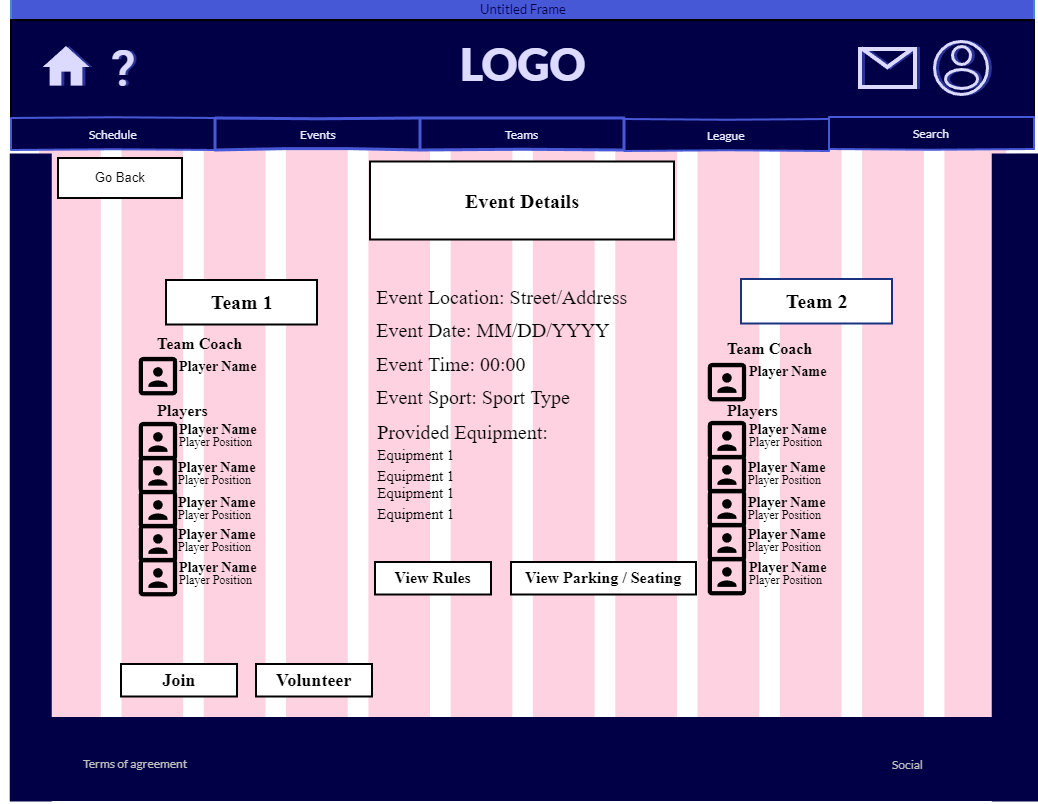 Untitled Frame
?
LOGO
Schedule
Events
Teams
League
Search
Go Back
Event Details
Team 1
Team Coach
Player Name
Players
Player Name
Player Position
Player Name
Player Position
Player Name
Player Position
Player Name
Player Position
Player Name
Player Position
Event Location: Street/Address
Event Date: MM/DD/YYYY
Event Time: 00:00
Event Sport: Sport Type
Provided Equipment:
Equipment 1
Equipment 1
Equipment 1
Equipment 1
View Rules
View Parking / Seating
Team 2
Team Coach
Player Name
Players
Player Name
Player Position
Player Name
Player Position
Player Name
Player Position
Player Name
Player Position
Player Name
Player Position
Join
Volunteer
Terms of agreement
Social